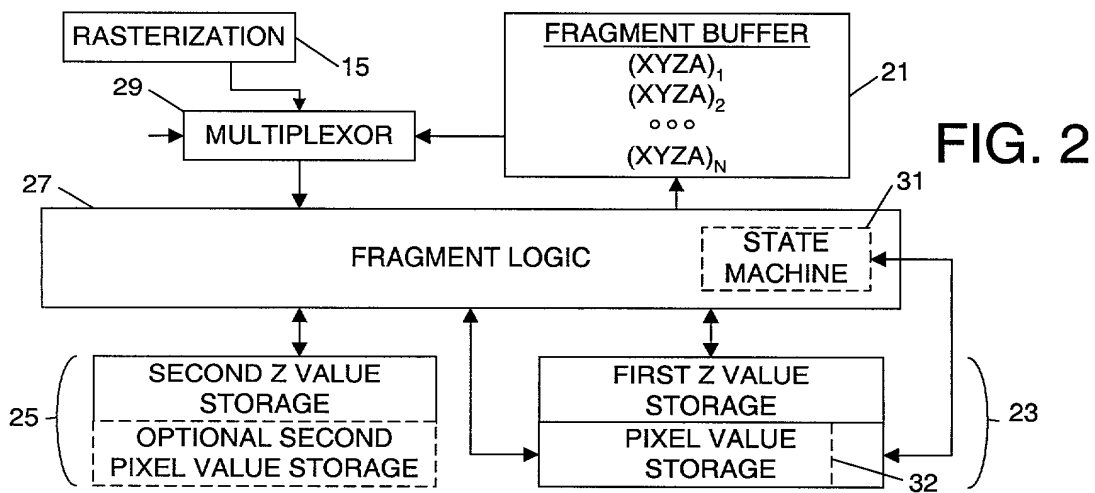 RASTERIZATION
15
29
MULTIPLEXOR
FRAGMENT BUFFER
(XYZA)1
(XYZA)2
∘∘∘
(XYZA)N
21
FIG. 2
27
31
FRAGMENT LOGIC
STATE
MACHINE
25
SECOND Z VALUE
STORAGE
OPTIONAL SECOND
PIXEL VALUE STORAGE
FIRST Z VALUE
STORAGE
PIXEL VALUE
STORAGE
32
23